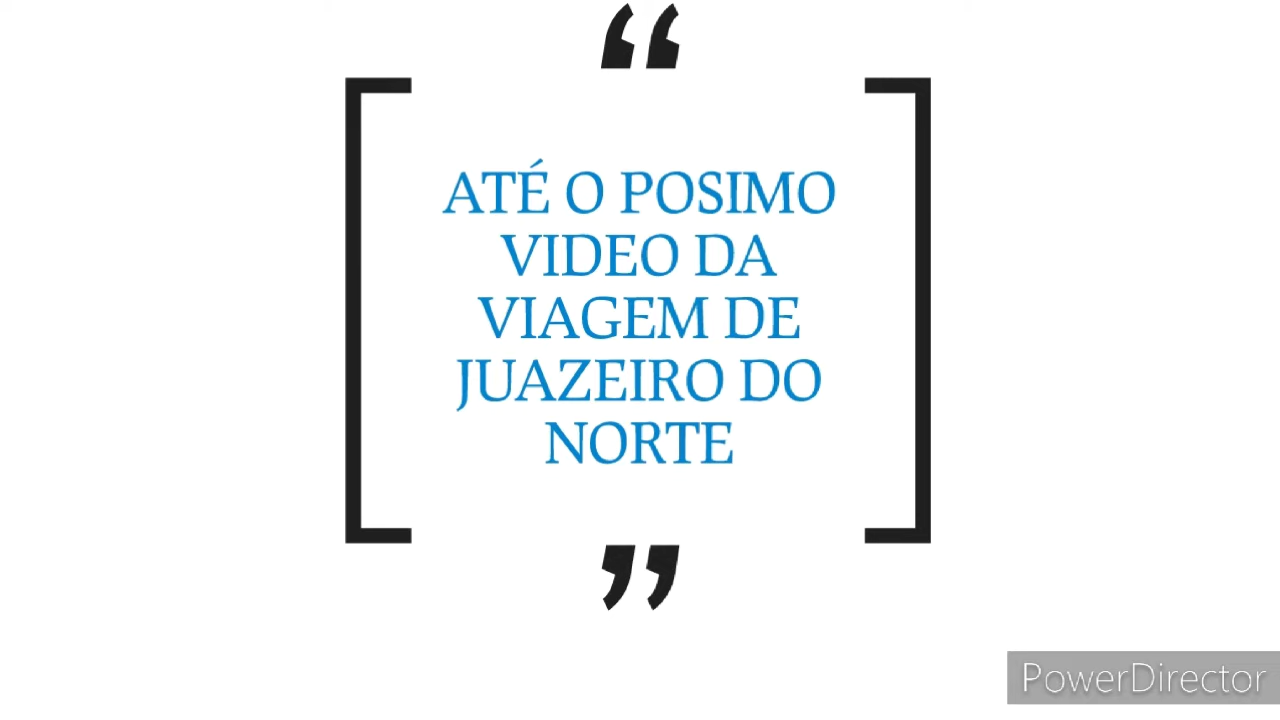 “
ATÉ O POSIMO
VIDEO DA
VIAGEM DE
JUAZEIRO DO
NORTE
”
PowerDirector